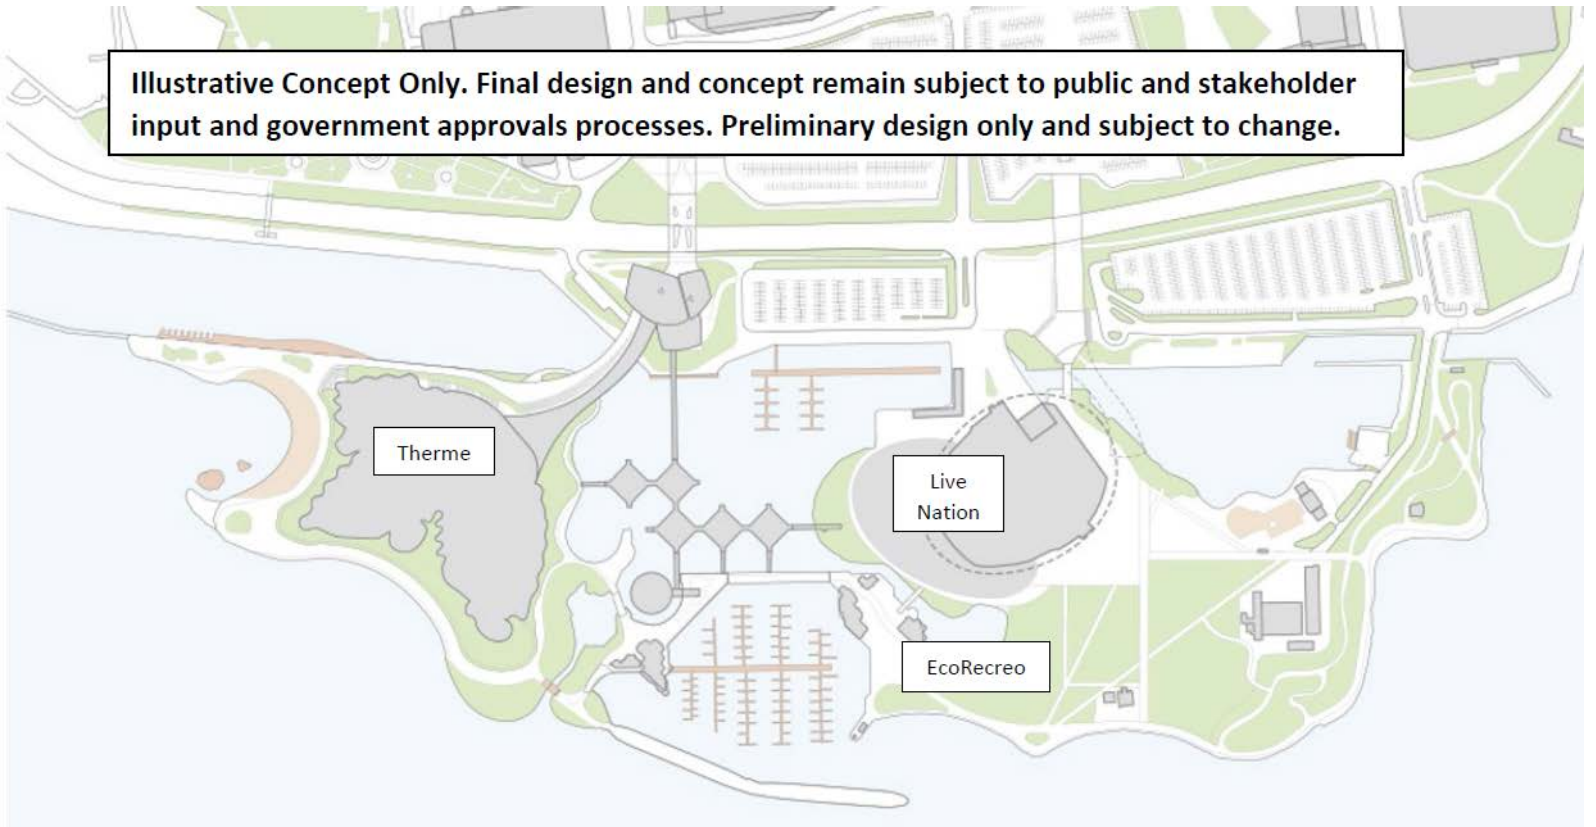 Illustrative Concept Only. Final design and concept remain subject to public and stakeholder
input and government approvals processes. Preliminary design only and subject to change.
Therme
Live
Nation
EcoRecreo